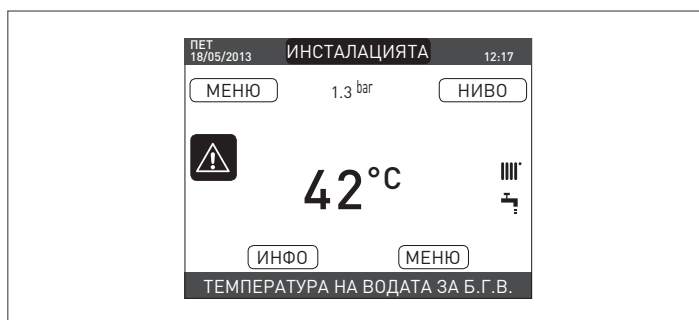 ПЕТ
18/05/2013 ИНСТАЛАЦИЯТА 12:17
МЕНЮ 1.3 bar НИВО
42°C
ИНФО МЕНЮ
ТЕМПЕРАТУРА НА ВОДАТА ЗА Б.Г.В.